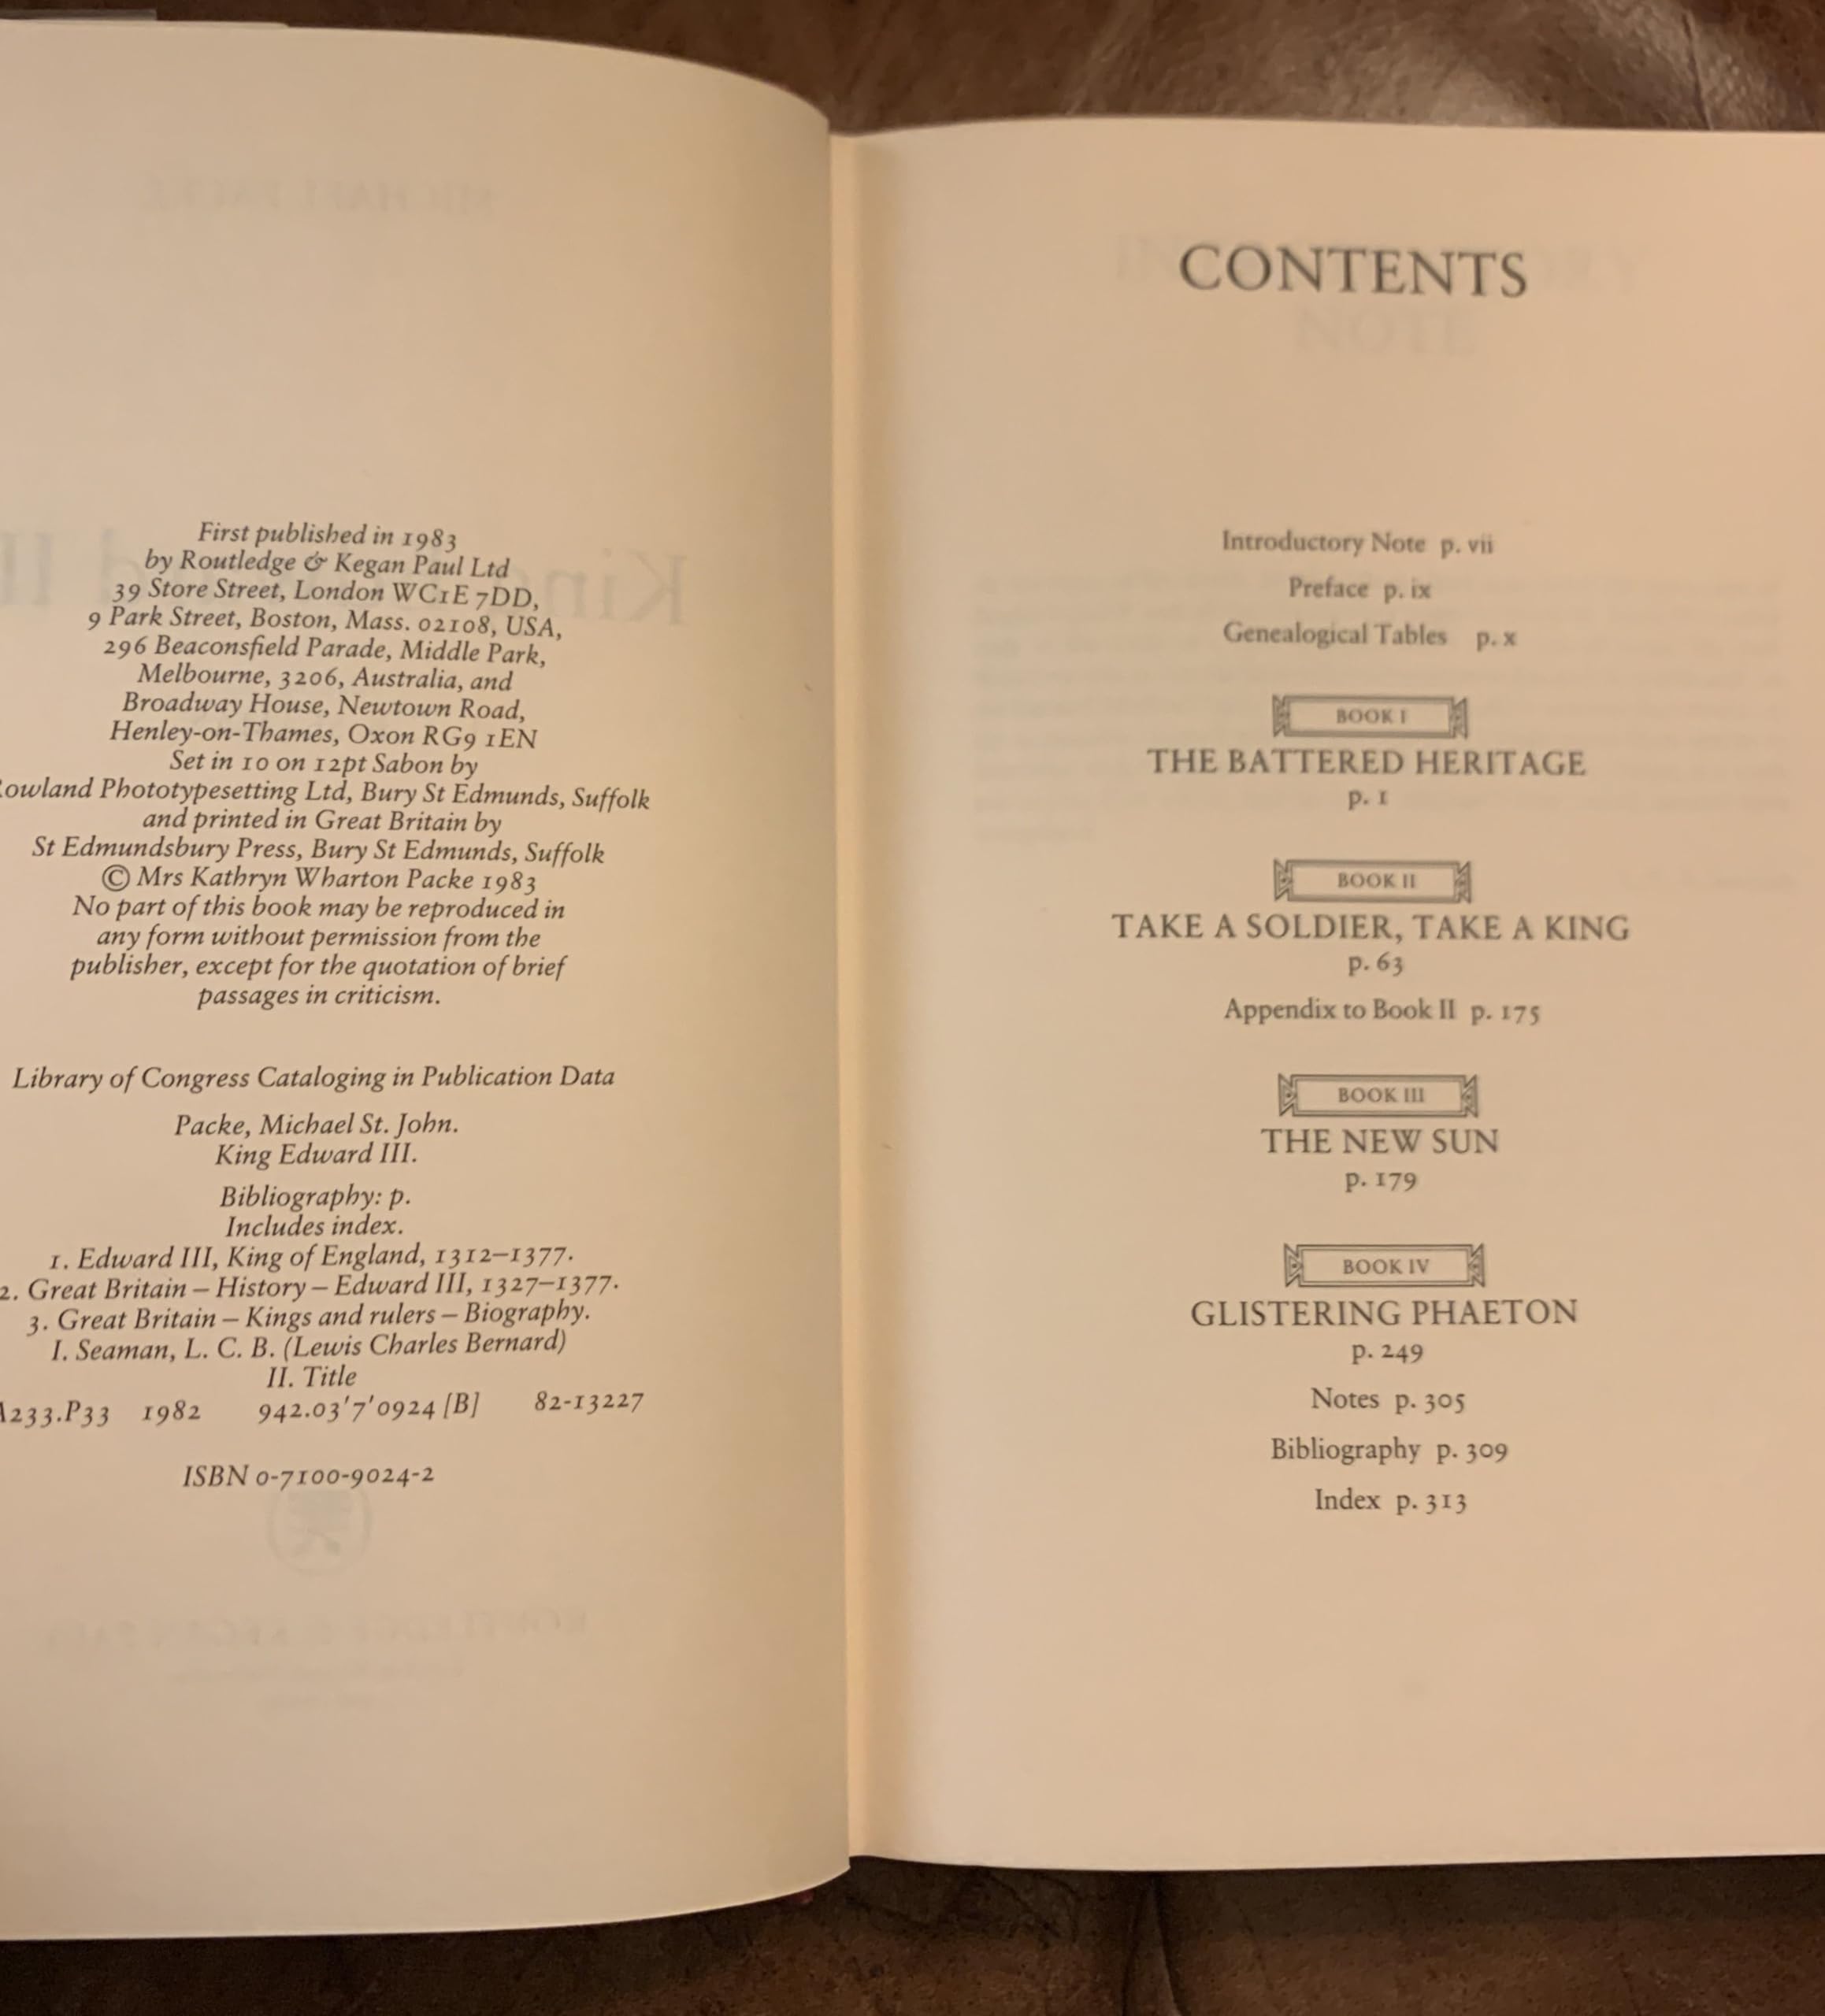 First published in 1983
by Routledge & Kegan Paul Ltd
39 Store Street, London WC1E 7DD,
9 Park Street, Boston, Mass. 02108, USA,
296 Beaconsfield Parade, Middle Park,
Melbourne, 3206, Australia, and
Broadway House, Newtown Road,
Henley-on-Thames, Oxon RG9 1EN
Set in 10 on 12pt Sabon by
Phototypesetting Ltd, Bury St Edmunds, Suffolk
and printed in Great Britain by
St Edmundsbury Press, Bury St Edmunds, Suffolk
© Mrs Kathryn Wharton Packe 1983
No part of this book may be reproduced in
any form without permission from the
publisher, except for the quotation of brief
passages in criticism.
Library of Congress Cataloging in Publication Data
Packe, Michael St. John.
King Edward III.
Bibliography: p.
Includes index.
1. Edward III, King of England, 1312–1377.
2. Great Britain – History – Edward III, 1327–1377.
3. Great Britain – Kings and rulers – Biography.
I. Seaman, L. C. B. (Lewis Charles Bernard)
II. Title
233.P33 1982 942.03'7'0924 [B] 82-13227
ISBN 0-7100-9024-2
CONTENTS
Introductory Note p. vii
Preface p. ix
Genealogical Tables p. x
BOOK I
THE BATTERED HERITAGE
p. 1
BOOK II
TAKE A SOLDIER, TAKE A KING
p. 63
Appendix to Book II p. 175
BOOK III
THE NEW SUN
p. 179
BOOK IV
GLISTERING PHAETON
p. 249
Notes p. 305
Bibliography p. 309
Index p. 313